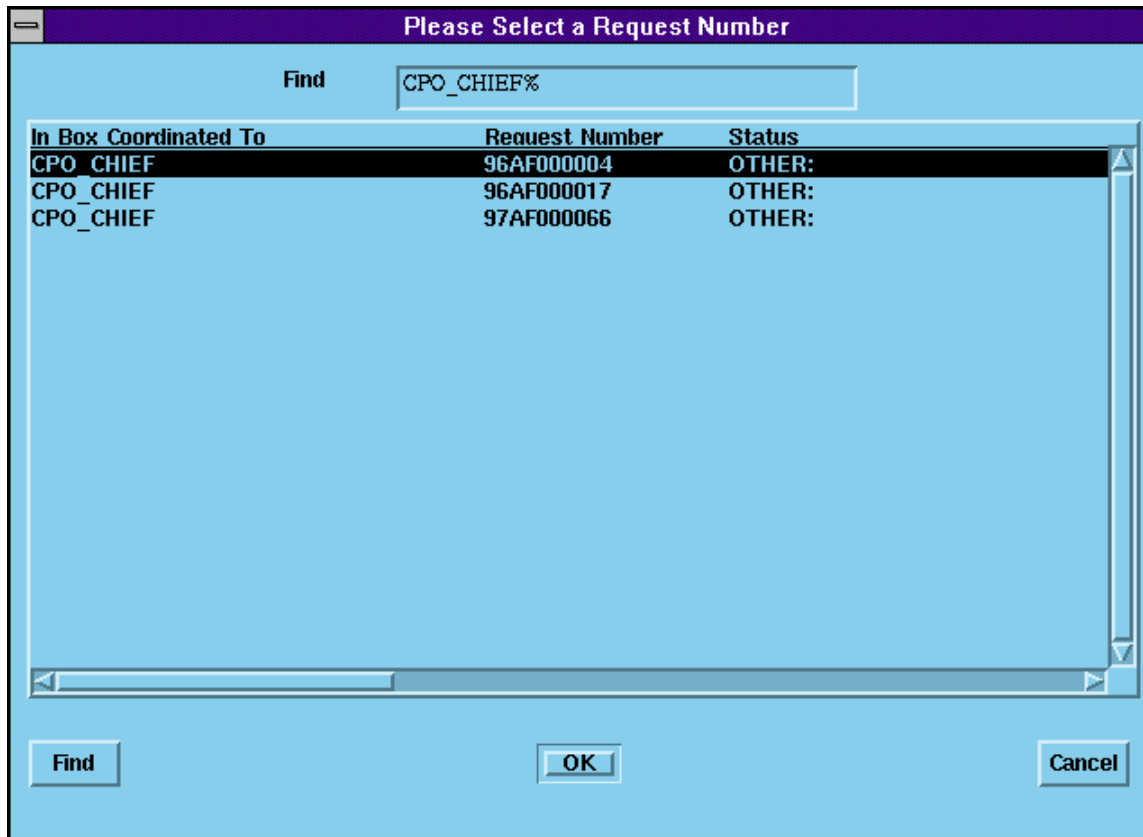 Please Select a Request Number
Find CPO_CHIEF%
In Box Coordinated To Request Number Status
CPO_CHIEF 96AF000004 OTHER:
CPO_CHIEF 96AF000017 OTHER:
CPO_CHIEF 97AF000066 OTHER:
Find OK Cancel